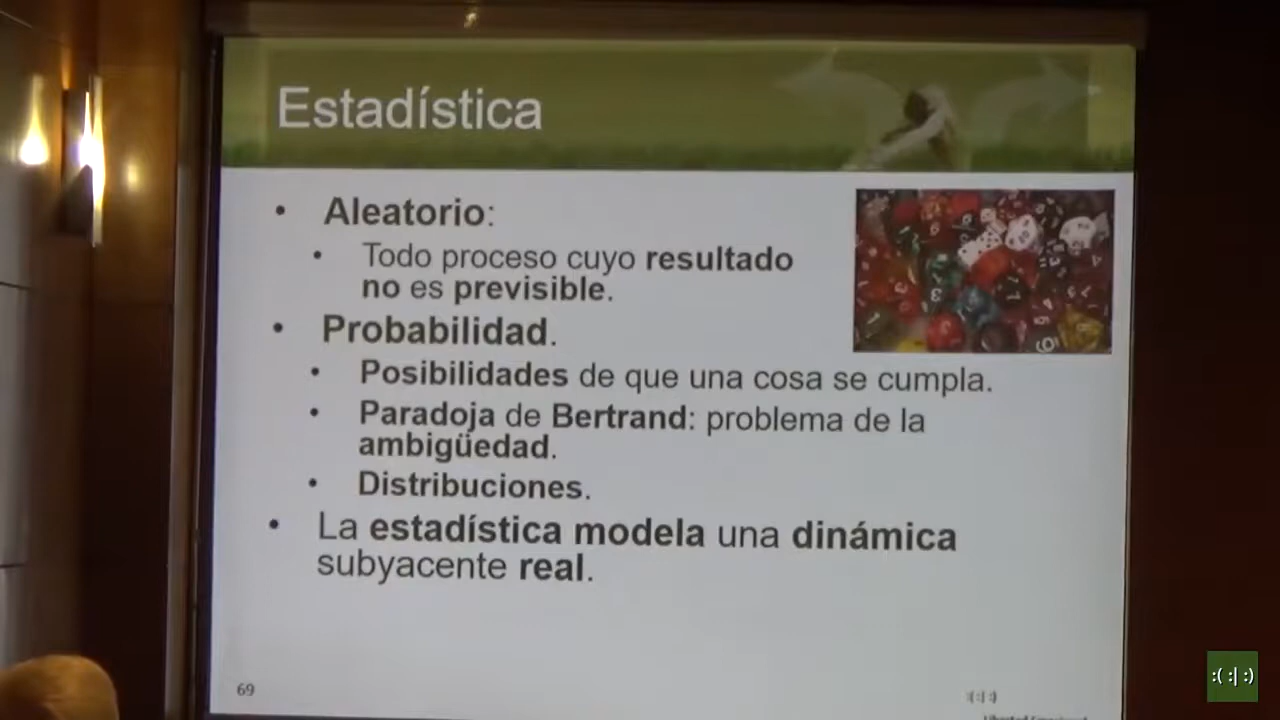 Estadística
• Aleatorio:
• Todo proceso cuyo resultado
no es previsible.
• Probabilidad.
• Posibilidades de que una cosa se cumpla.
• Paradoja de Bertrand: problema de la
ambigüedad.
• Distribuciones.
• La estadística modela una dinámica
subyacente real.
69
:( :| :)
:( :| :)